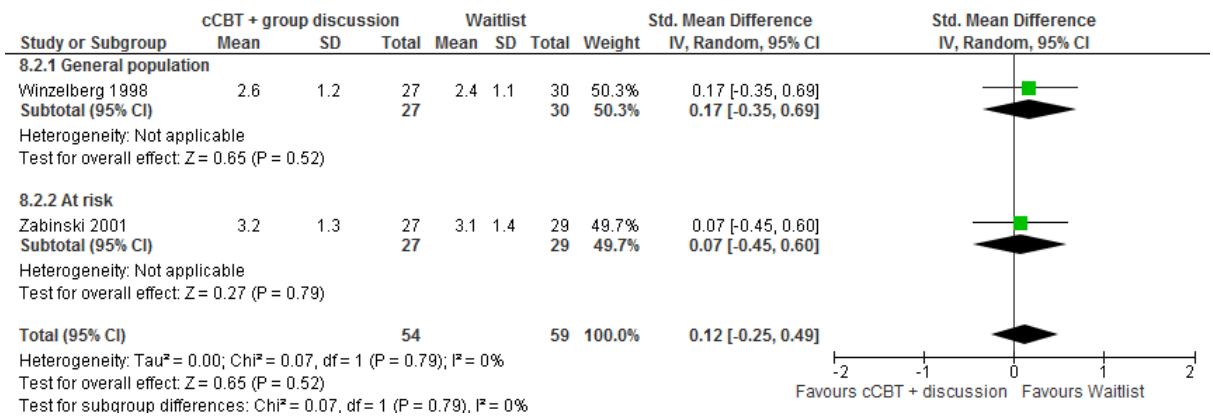 cCBT + group discussion Waitlist Std. Mean Difference Std. Mean Difference
Study or Subgroup Mean SD Total Mean SD Total Weight IV, Random, 95% CI IV, Random, 95% CI
8.2.1 General population
Winzelberg 1998 2.6 1.2 27 2.4 1.1 30 50.3% 0.17 [-0.35, 0.69]
Subtotal (95% CI) 27 30 50.3% 0.17 [-0.35, 0.69]
Heterogeneity: Not applicable
Test for overall effect: Z = 0.65 (P = 0.52)
8.2.2 At risk
Zabinski 2001 3.2 1.3 27 3.1 1.4 29 49.7% 0.07 [-0.45, 0.60]
Subtotal (95% CI) 27 29 49.7% 0.07 [-0.45, 0.60]
Heterogeneity: Not applicable
Test for overall effect: Z = 0.27 (P = 0.79)
Total (95% CI) 54 59 100.0% 0.12 [-0.25, 0.49]
Heterogeneity: Tau² = 0.00; Chi² = 0.07, df = 1 (P = 0.79); I² = 0%
Test for overall effect: Z = 0.65 (P = 0.52)
Test for subgroup differences: Chi² = 0.07, df = 1 (P = 0.79), I² = 0%
-2 -1 0 1 2
Favours cCBT + discussion Favours Waitlist